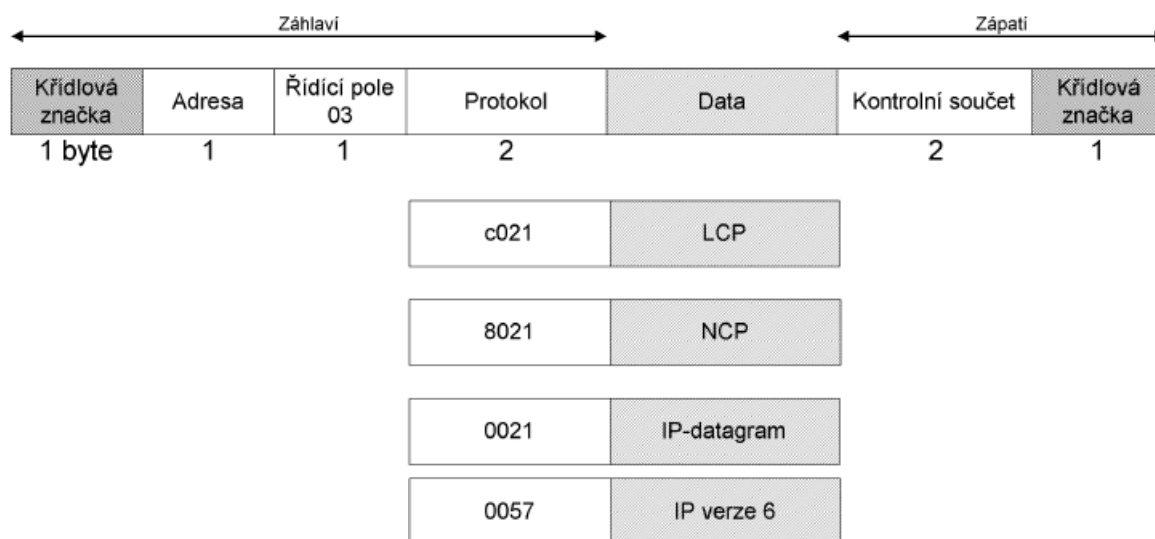 Záhlaví
Zápatí
Křídlová
značka
Adresa
Řídící pole
03
Protokol
Data
Kontrolní součet
Křídlová
značka
1 byte
1
1
2
2
1
c021
LCP
8021
NCP
0021
IP-datagram
0057
IP verze 6